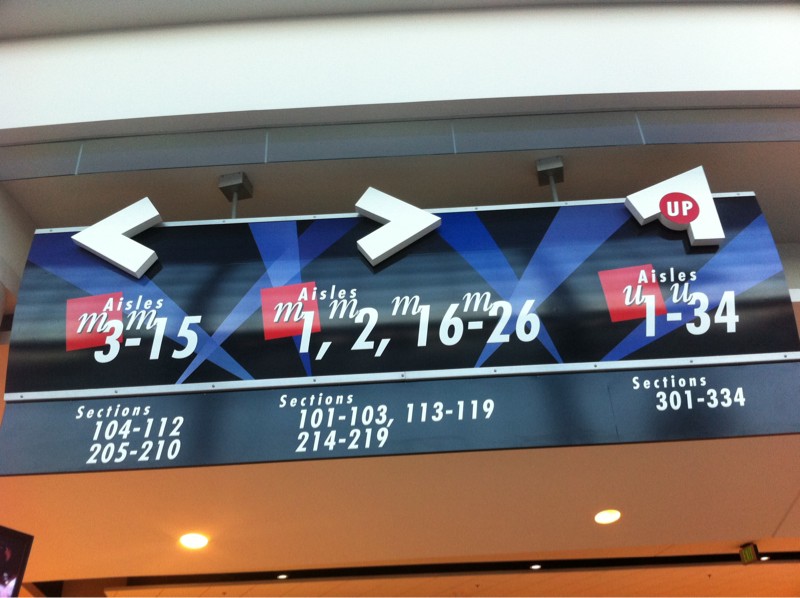 Aisles
m3-m15
Sections
104-112
205-210
Aisles
m1, m2, m16-m26
Sections
101-103, 113-119
214-219
UP
Aisles
u1-u34
Sections
301-334